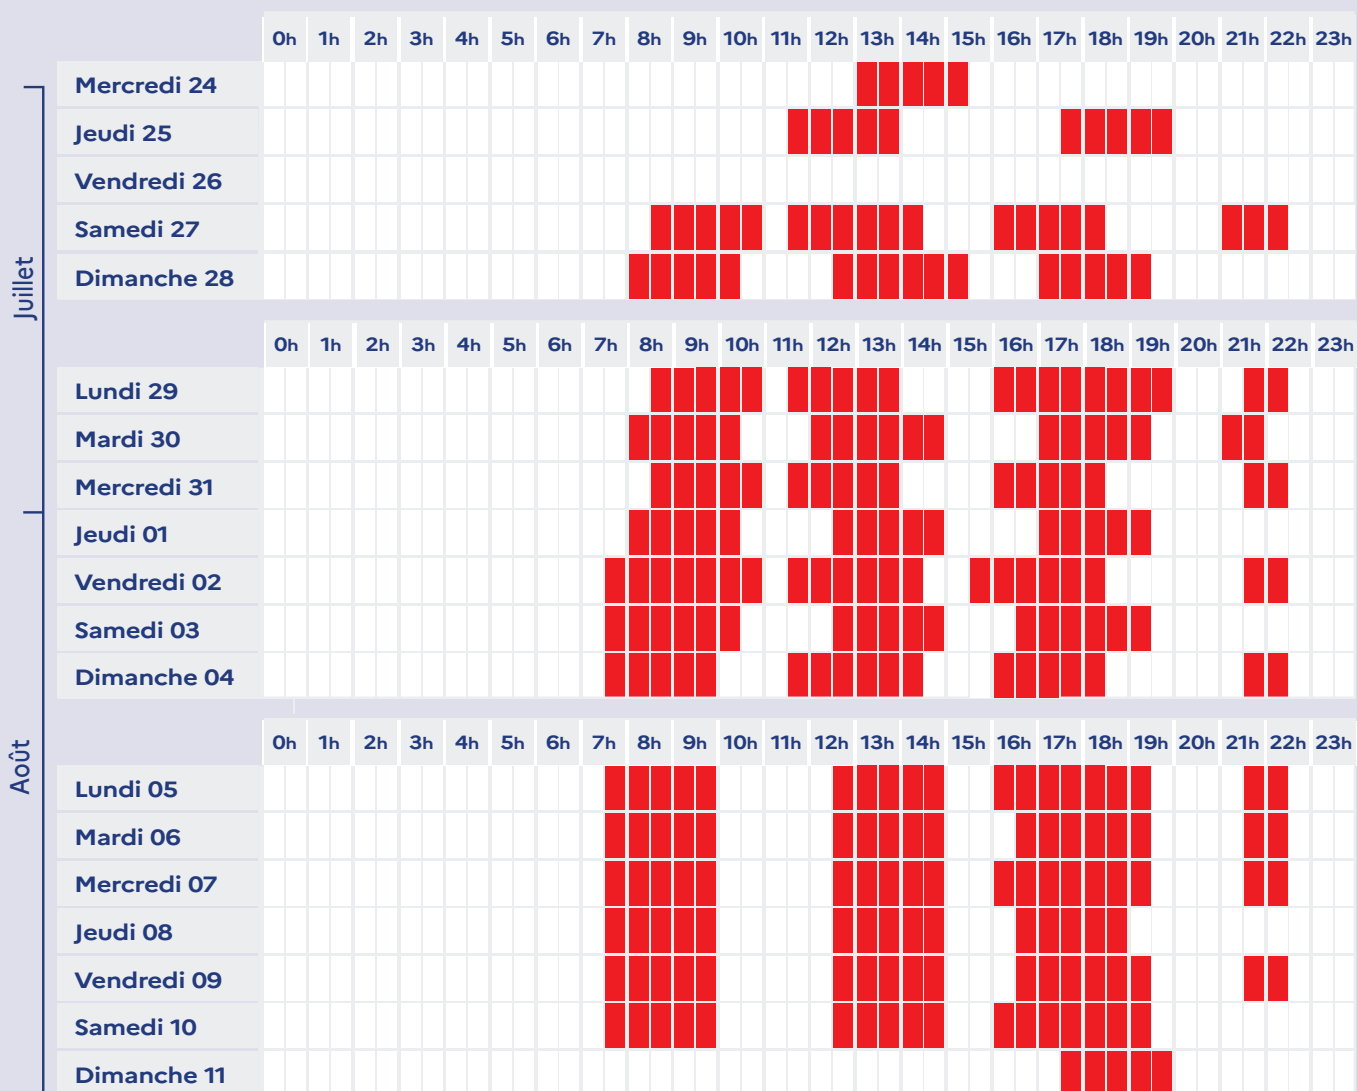 0h 1h 2h 3h 4h 5h 6h 7h 8h 9h 10h 11h 12h 13h 14h 15h 16h 17h 18h 19h 20h 21h 22h 23h
Juillet
Mercredi 24
Jeudi 25
Vendredi 26
Samedi 27
Dimanche 28
0h 1h 2h 3h 4h 5h 6h 7h 8h 9h 10h 11h 12h 13h 14h 15h 16h 17h 18h 19h 20h 21h 22h 23h
Lundi 29
Mardi 30
Mercredi 31
Août
Jeudi 01
Vendredi 02
Samedi 03
Dimanche 04
0h 1h 2h 3h 4h 5h 6h 7h 8h 9h 10h 11h 12h 13h 14h 15h 16h 17h 18h 19h 20h 21h 22h 23h
Lundi 05
Mardi 06
Mercredi 07
Jeudi 08
Vendredi 09
Samedi 10
Dimanche 11